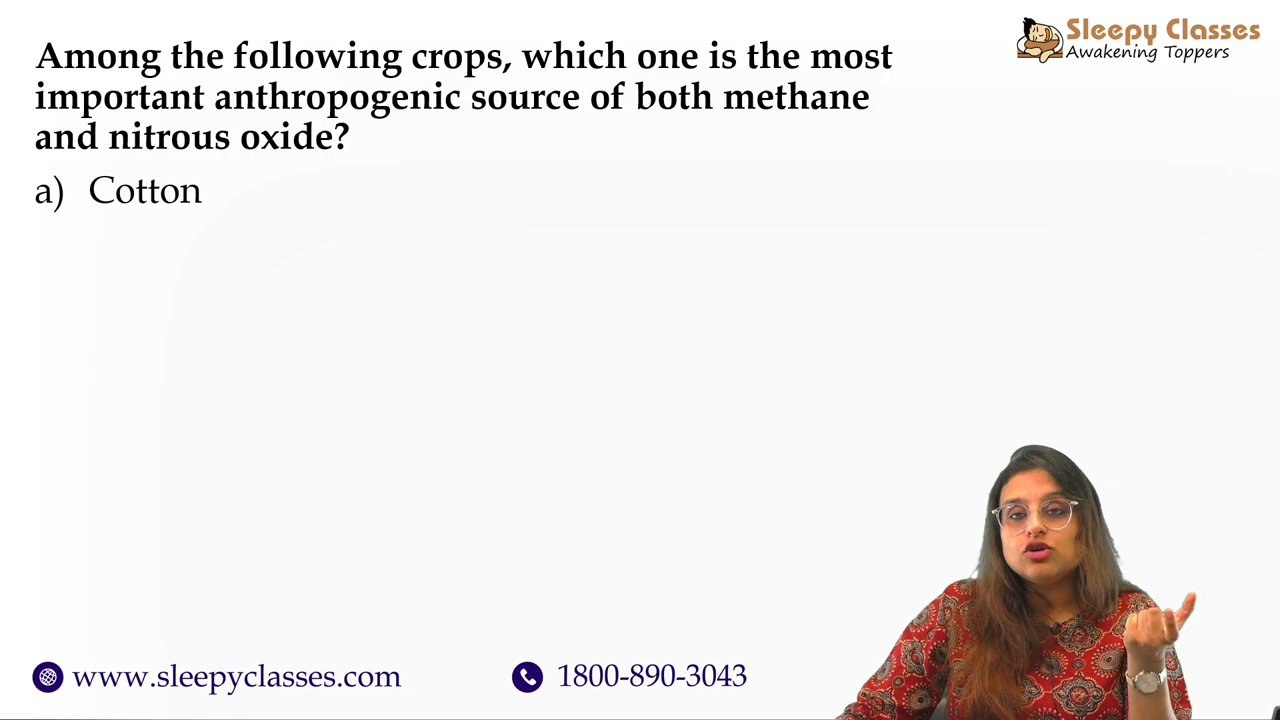 Sleepy Classes
Awakening Toppers
Among the following crops, which one is the most
important anthropogenic source of both methane
and nitrous oxide?
a) Cotton
www.sleepyclasses.com
1800-890-3043